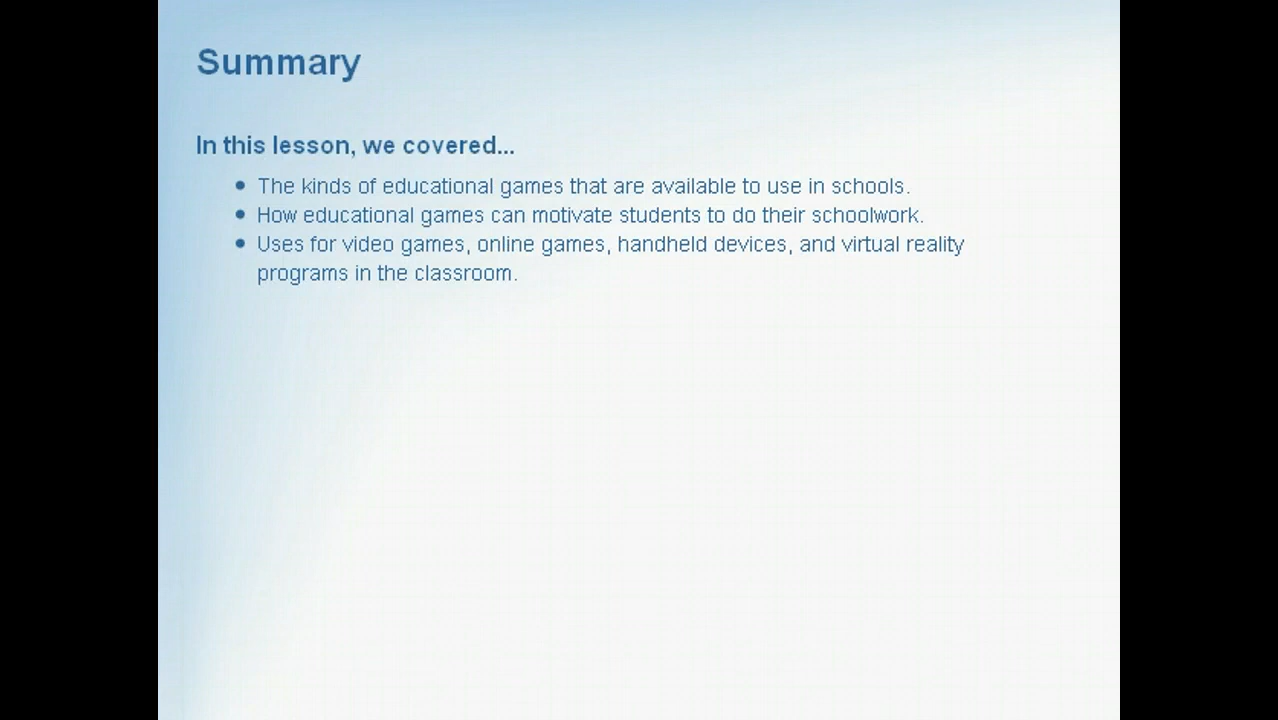 Summary
In this lesson, we covered...
• The kinds of educational games that are available to use in schools.
• How educational games can motivate students to do their schoolwork.
• Uses for video games, online games, handheld devices, and virtual reality
programs in the classroom.